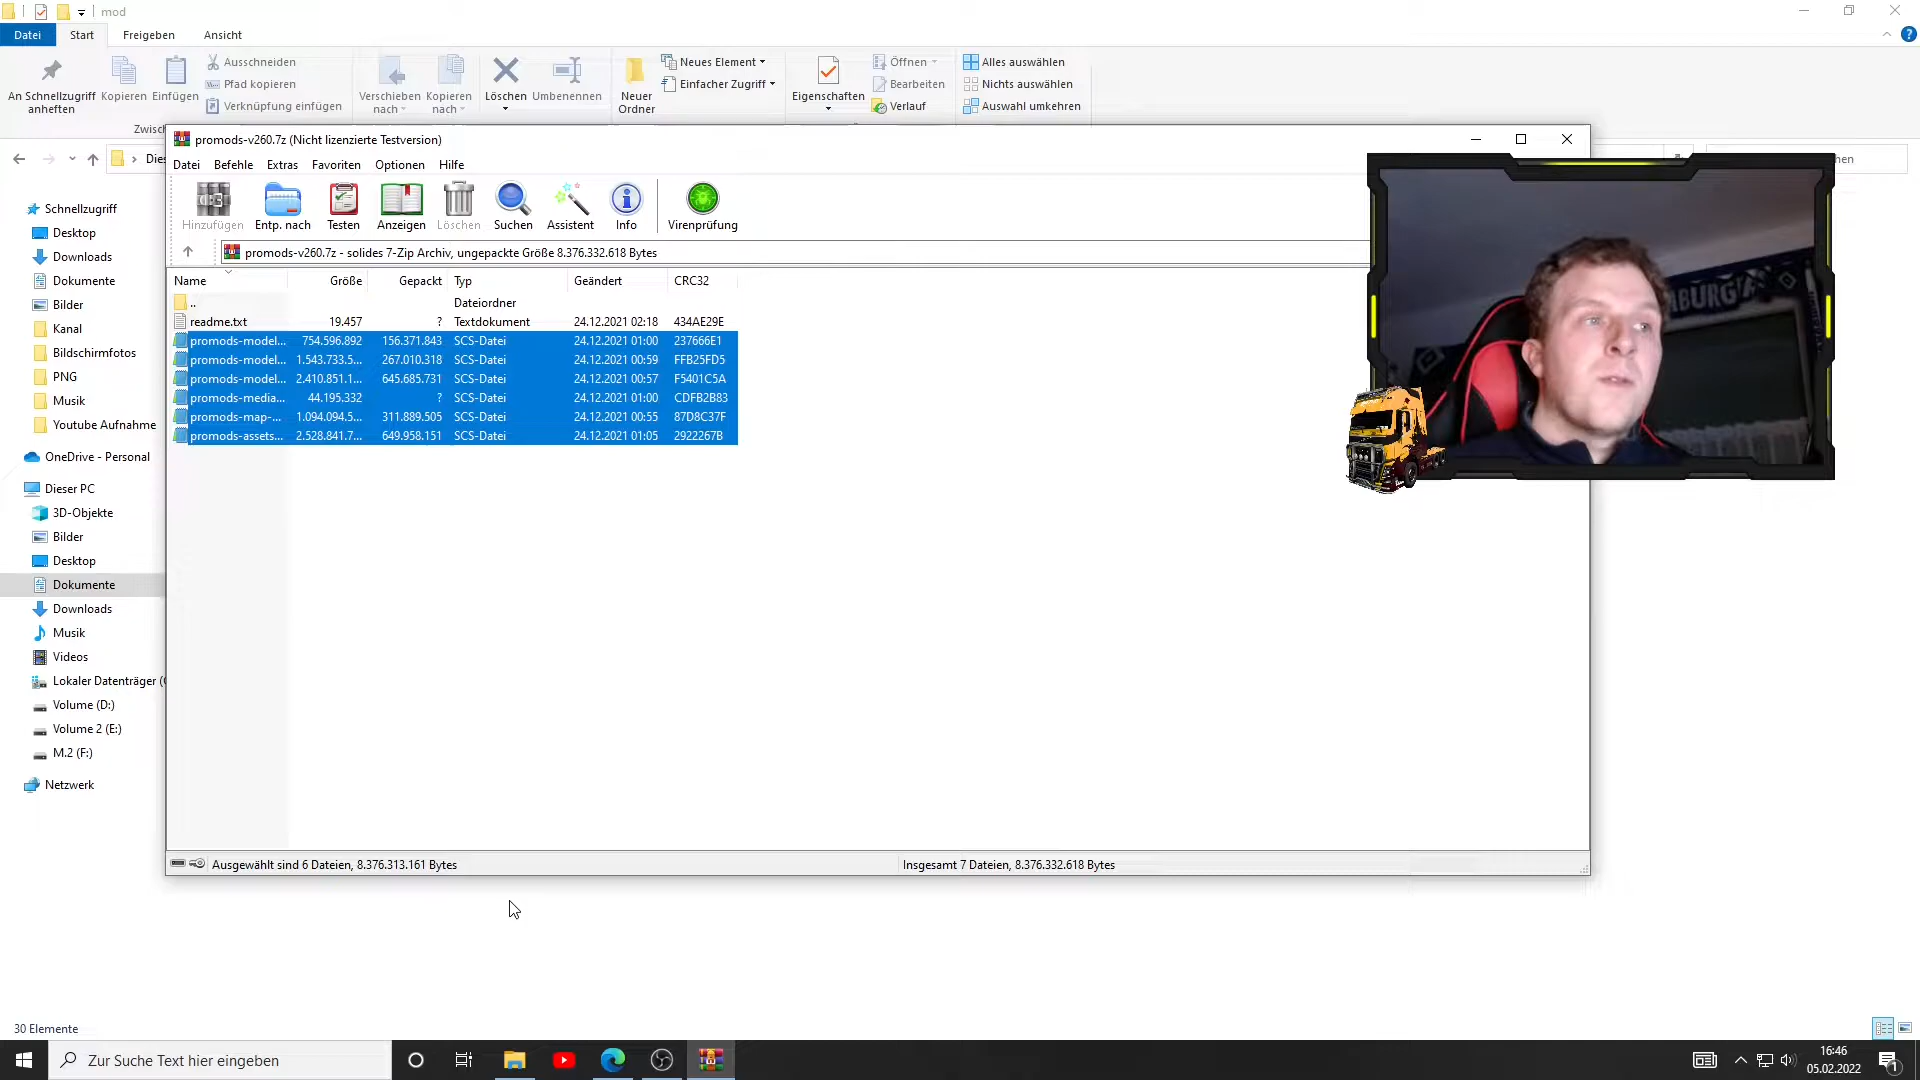 mod
Datei Start Freigeben Ansicht
An Schnellzugriff anheften
Kopieren
Einfügen
Ausschneiden
Pfad kopieren
Verknüpfung einfügen
Verschieben nach
Kopieren nach
Löschen
Umbenennen
Neuer Ordner
Neues Element
Einfacher Zugriff
Eigenschaften
Öffnen
Bearbeiten
Verlauf
Alles auswählen
Nichts auswählen
Auswahl umkehren
Zwisc
Dies
hen
promods-v260.7z (Nicht lizenzierte Testversion)
Datei Befehle Extras Favoriten Optionen Hilfe
Hinzufügen Entp. nach Testen Anzeigen Löschen Suchen Assistent Info Virenprüfung
promods-v260.7z - solides 7-Zip Archiv, ungepackte Größe 8.376.332.618 Bytes
Name Größe Gepackt Typ Geändert CRC32
.. Dateiordner
readme.txt 19.457 ? Textdokument 24.12.2021 02:18 434AE29E
promods-model... 754.596.892 156.371.843 SCS-Datei 24.12.2021 01:00 237666E1
promods-model... 1.543.733.5... 267.010.318 SCS-Datei 24.12.2021 00:59 FFB25FD5
promods-model... 2.410.851.1... 645.685.731 SCS-Datei 24.12.2021 00:57 F5401C5A
promods-media... 44.195.332 ? SCS-Datei 24.12.2021 01:00 CDFB2B83
promods-map-... 1.094.094.5... 311.889.505 SCS-Datei 24.12.2021 00:55 87D8C37F
promods-assets... 2.528.841.7... 649.958.151 SCS-Datei 24.12.2021 01:05 2922267B
Ausgewählt sind 6 Dateien, 8.376.313.161 Bytes
Insgesamt 7 Dateien, 8.376.332.618 Bytes
Schnellzugriff
Desktop
Downloads
Dokumente
Bilder
Kanal
Bildschirmfotos
PNG
Musik
Youtube Aufnahme
OneDrive - Personal
Dieser PC
3D-Objekte
Bilder
Desktop
Dokumente
Downloads
Musik
Videos
Lokaler Datenträger (
Volume (D:)
Volume 2 (E:)
M.2 (F:)
Netzwerk
BURG
30 Elemente
Zur Suche Text hier eingeben
16:46
05.02.2022
1